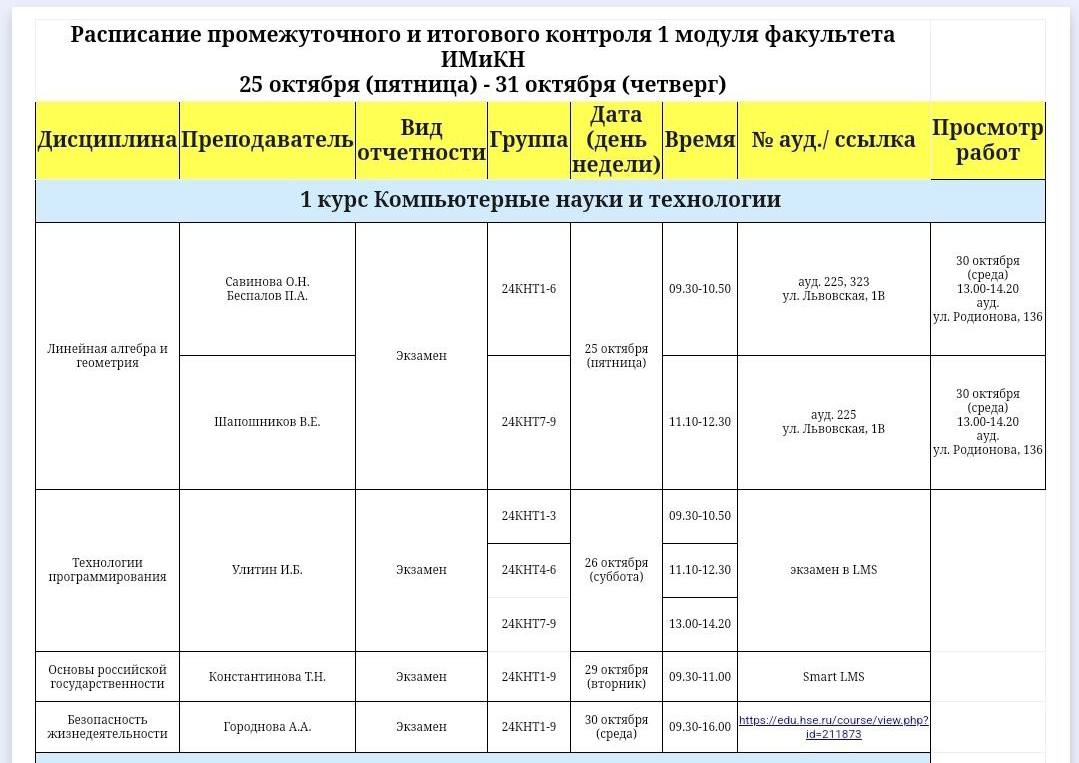 Расписание промежуточного и итогового контроля 1 модуля факультета
ИМиКН
25 октября (пятница) - 31 октября (четверг)
Дисциплина
Преподаватель
Вид
отчетности
Группа
Дата
(день
недели)
Время
№ ауд./ ссылка
Просмотр
работ
1 курс Компьютерные науки и технологии
Линейная алгебра и
геометрия
Савинова О.Н.
Беспалов П.А.
Экзамен
24КНТ1-6
25 октября
(пятница)
09.30-10.50
ауд. 225, 323
ул. Львовская, 1В
30 октября
(среда)
13.00-14.20
ауд.
ул. Родионова, 136
Шапошников В.Е.
24КНТ7-9
11.10-12.30
ауд. 225
ул. Львовская, 1В
30 октября
(среда)
13.00-14.20
ауд.
ул. Родионова, 136
Технологии
программирования
Улитин И.Б.
Экзамен
24КНТ1-3
26 октября
(суббота)
09.30-10.50
экзамен в LMS
24КНТ4-6
11.10-12.30
24КНТ7-9
13.00-14.20
Основы российской
государственности
Константинова Т.Н.
Экзамен
24КНТ1-9
29 октября
(вторник)
09.30-11.00
Smart LMS
Безопасность
жизнедеятельности
Городнова А.А.
Экзамен
24КНТ1-9
30 октября
(среда)
09.30-16.00
https://edu.hse.ru/course/view.php?
id=211873